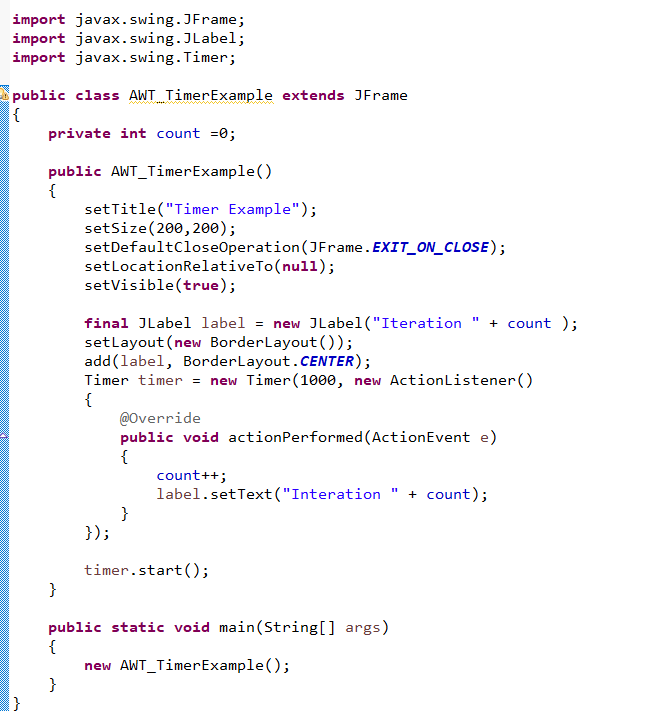 import javax.swing.JFrame;
import javax.swing.JLabel;
import javax.swing.Timer;

public class AWT_TimerExample extends JFrame
{
    private int count =0;

    public AWT_TimerExample()
    {
        setTitle("Timer Example");
        setSize(200,200);
        setDefaultCloseOperation(JFrame.EXIT_ON_CLOSE);
        setLocationRelativeTo(null);
        setVisible(true);

        final JLabel label = new JLabel("Iteration " + count );
        setLayout(new BorderLayout());
        add(label, BorderLayout.CENTER);
        Timer timer = new Timer(1000, new ActionListener()
        {
            @Override
            public void actionPerformed(ActionEvent e)
            {
                count++;
                label.setText("Interation " + count);
            }
        });

        timer.start();
    }

    public static void main(String[] args)
    {
        new AWT_TimerExample();
    }
}